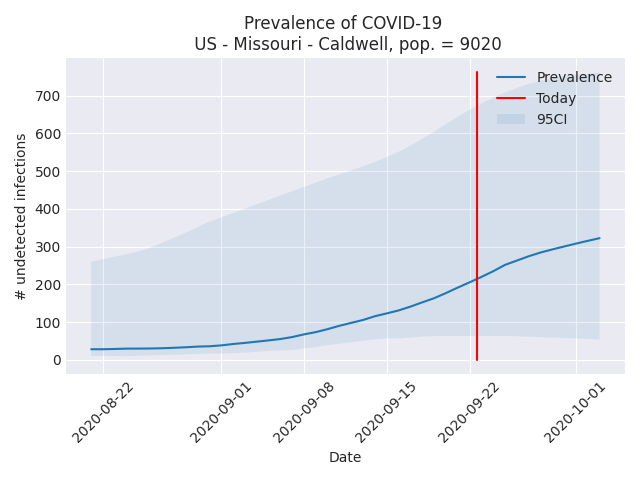 Prevalence of COVID-19
US - Missouri - Caldwell, pop. = 9020
Prevalence
Today
95CI
700
600
500
400
300
200
100
0
# undetected infections
2020-08-22
2020-09-01
2020-09-08
2020-09-15
2020-09-22
2020-10-01
Date